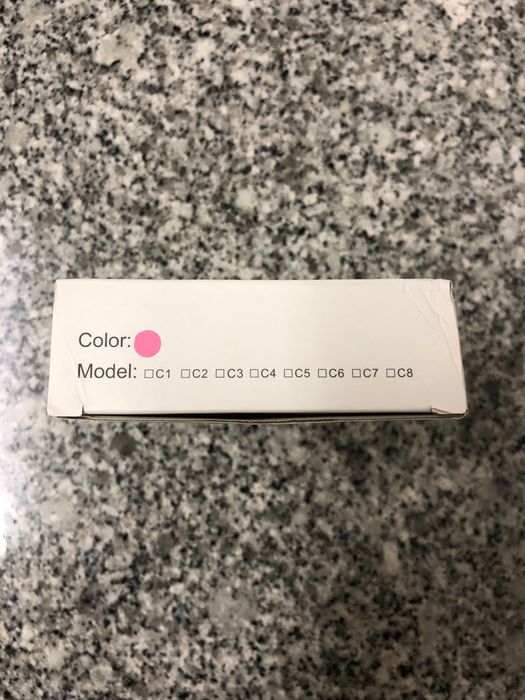 Color:
Model: □C1 □C2 □C3 □C4 □C5 □C6 □C7 □C8